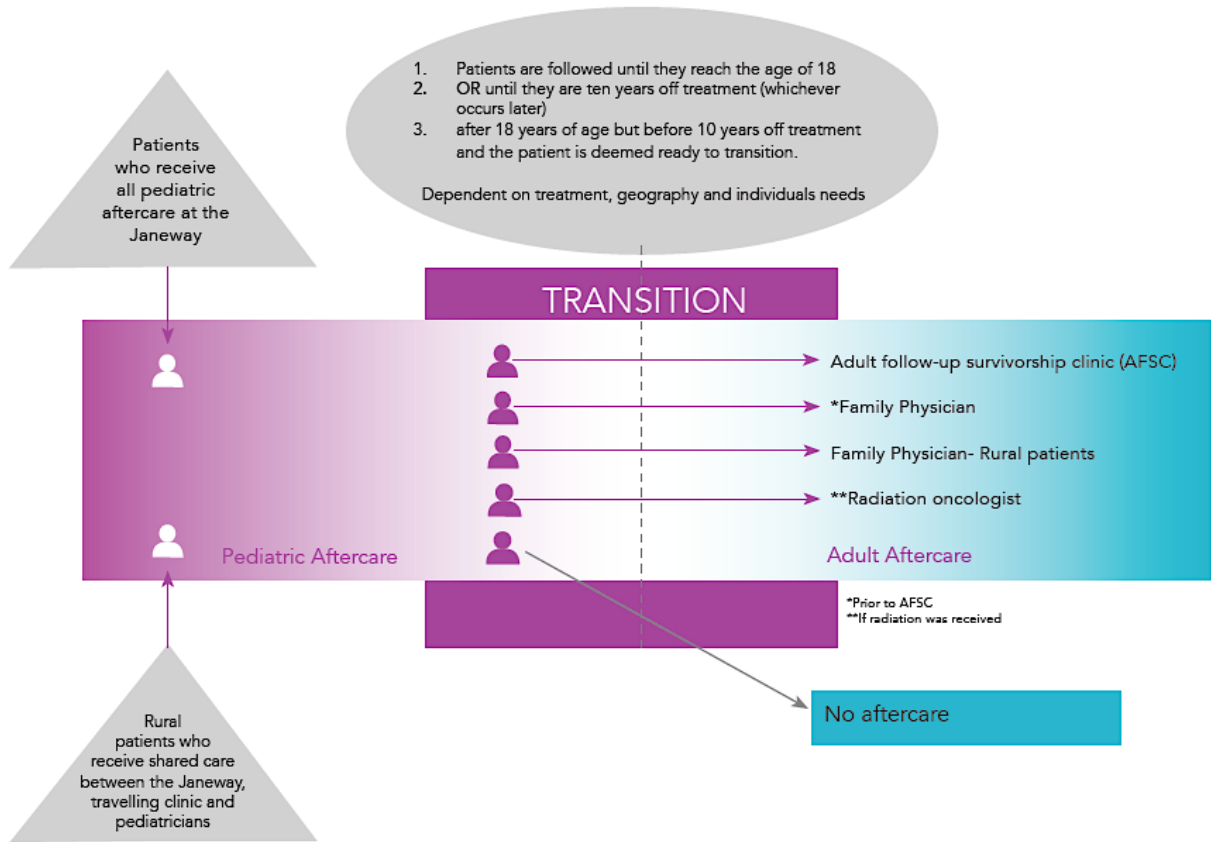 1. Patients are followed until they reach the age of 18
2. OR until they are ten years off treatment (whichever
occurs later)
3. after 18 years of age but before 10 years off treatment
and the patient is deemed ready to transition.
Dependent on treatment, geography and individuals needs
Patients
who receive
all pediatric
aftercare at the
Janeway
TRANSITION
Adult follow-up survivorship clinic (AFSC)
*Family Physician
Family Physician- Rural patients
**Radiation oncologist
Pediatric Aftercare
Adult Aftercare
*Prior to AFSC
**If radiation was received
No aftercare
Rural
patients who
receive shared care
between the Janeway,
travelling clinic and
pediatricians